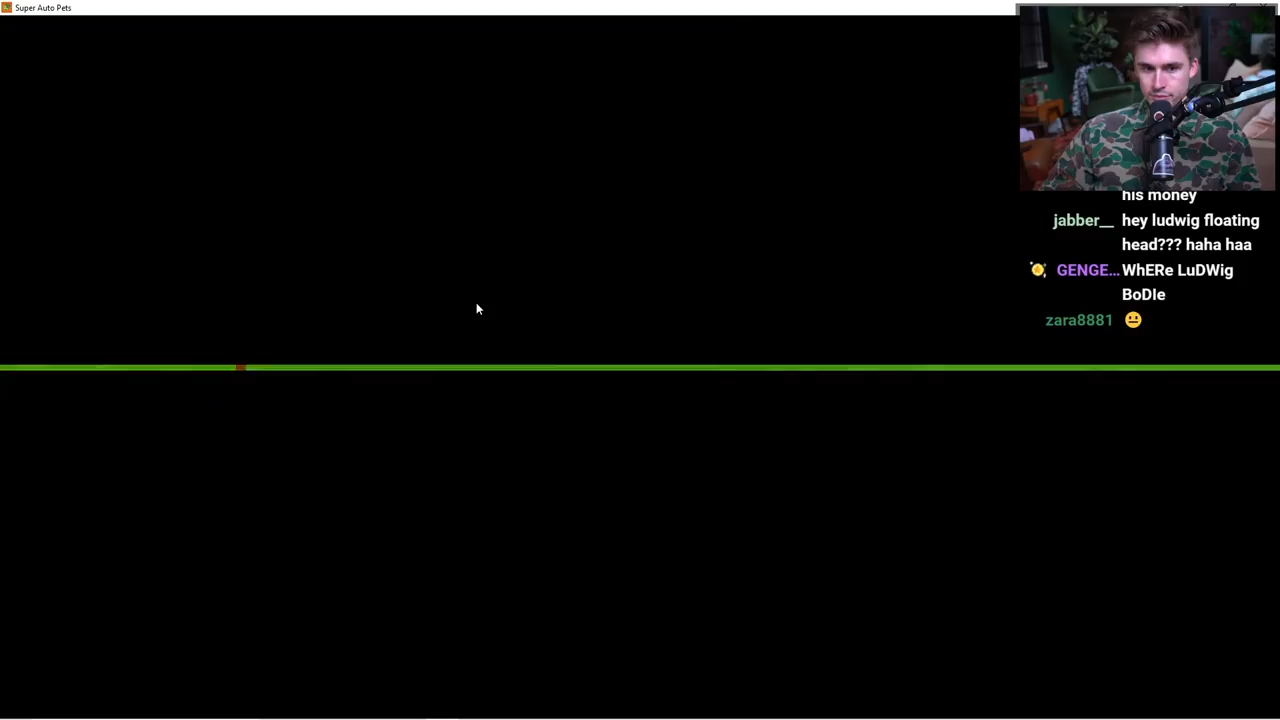 Super Auto Pets
his money
jabber__ hey ludwig floating
head??? haha haa
GENGE... WhERe LuDWig
BoDIe
zara8881